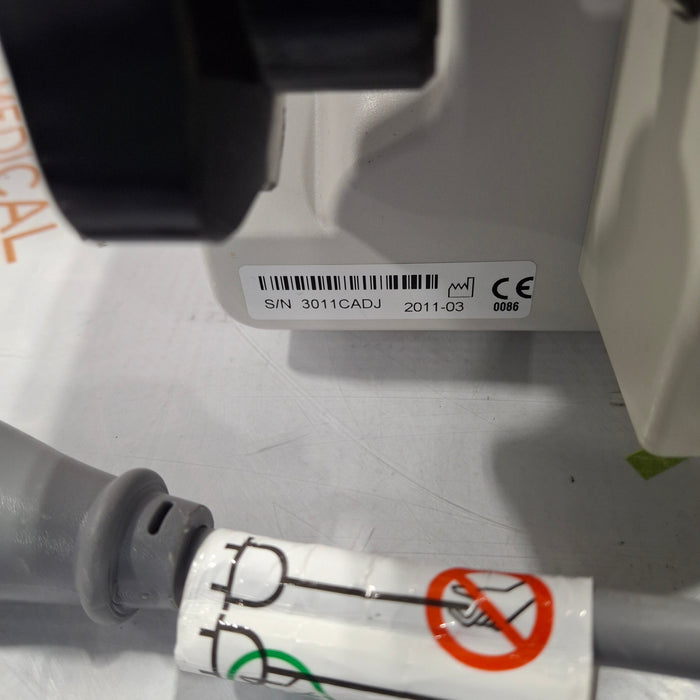 MEDICAL
S/N 3011CADJ 2011-03
CE
0086